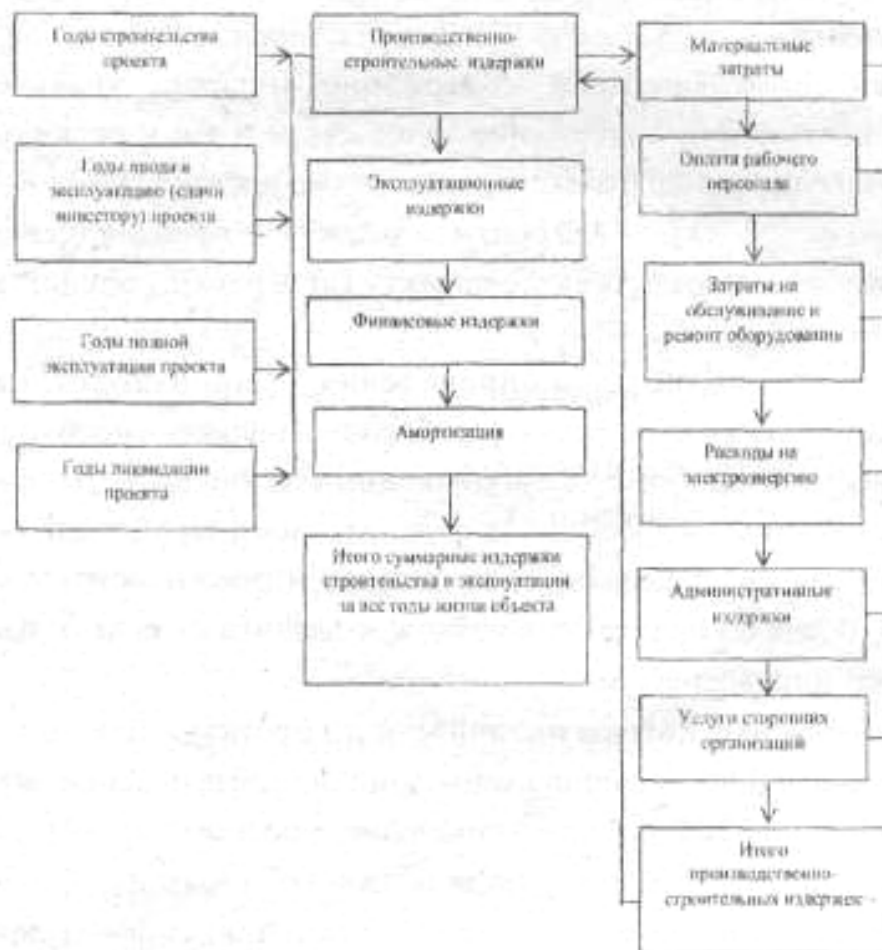 Годы строительства
проекта
Годы ввода в
эксплуатацию (сдачи
инвестору) проекта
Годы полной
эксплуатации проекта
Годы ликвидации
проекта
Производственно-
строительные издержки
Эксплуатационные
издержки
Финансовые издержки
Амортизация
Итого суммарные издержки
строительства и эксплуатации
за все годы жизни объекта
Материальные
затраты
Оплата рабочего
персонала
Затраты на
обслуживание и
ремонт оборудования
Расходы на
электроэнергию
Административные
издержки
Услуги сторонних
организаций
Итого
производственно-
строительных издержек